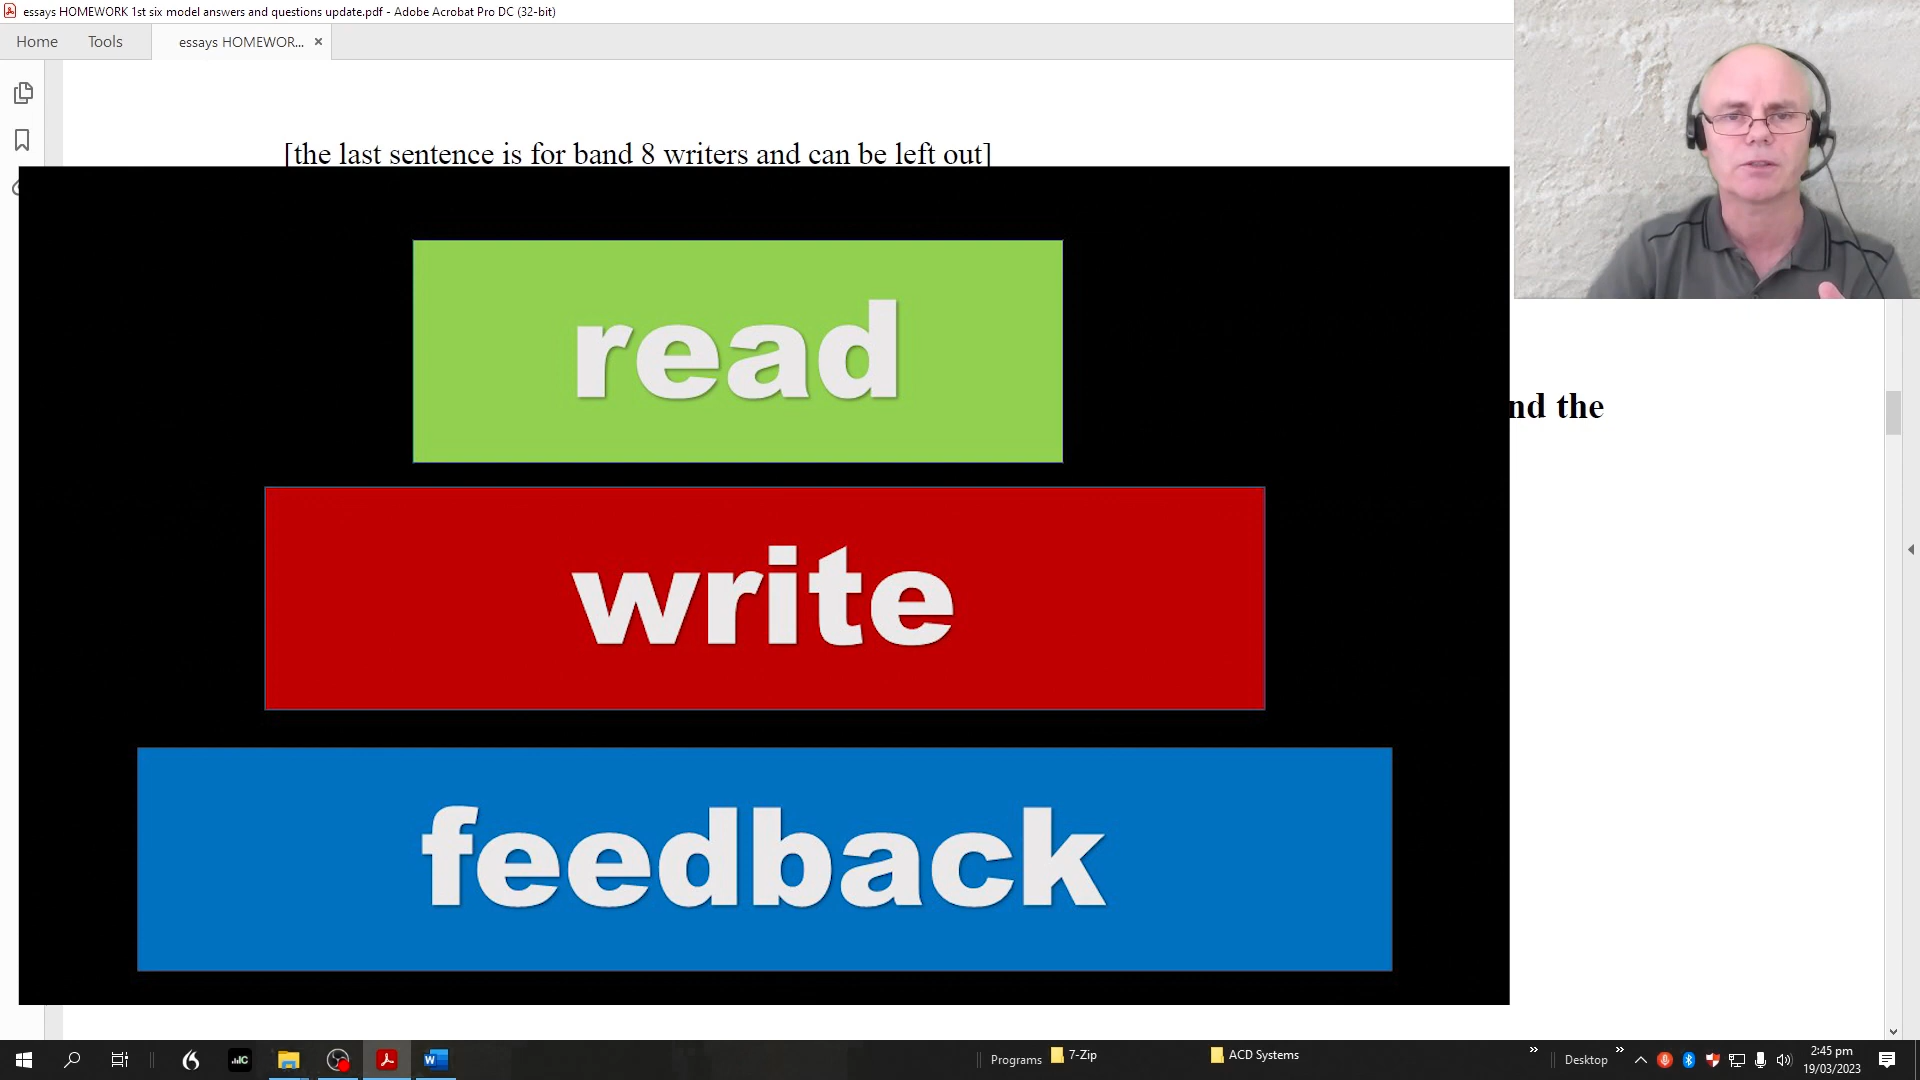 essays HOMEWORK 1st six model answers and questions update.pdf - Adobe Acrobat Pro DC (32-bit)
Home Tools essays HOMEWOR... ×
[the last sentence is for band 8 writers and can be left out]
read
nd the
write
feedback
Programs 7-Zip ACD Systems » Desktop » 2:45 pm
19/03/2023